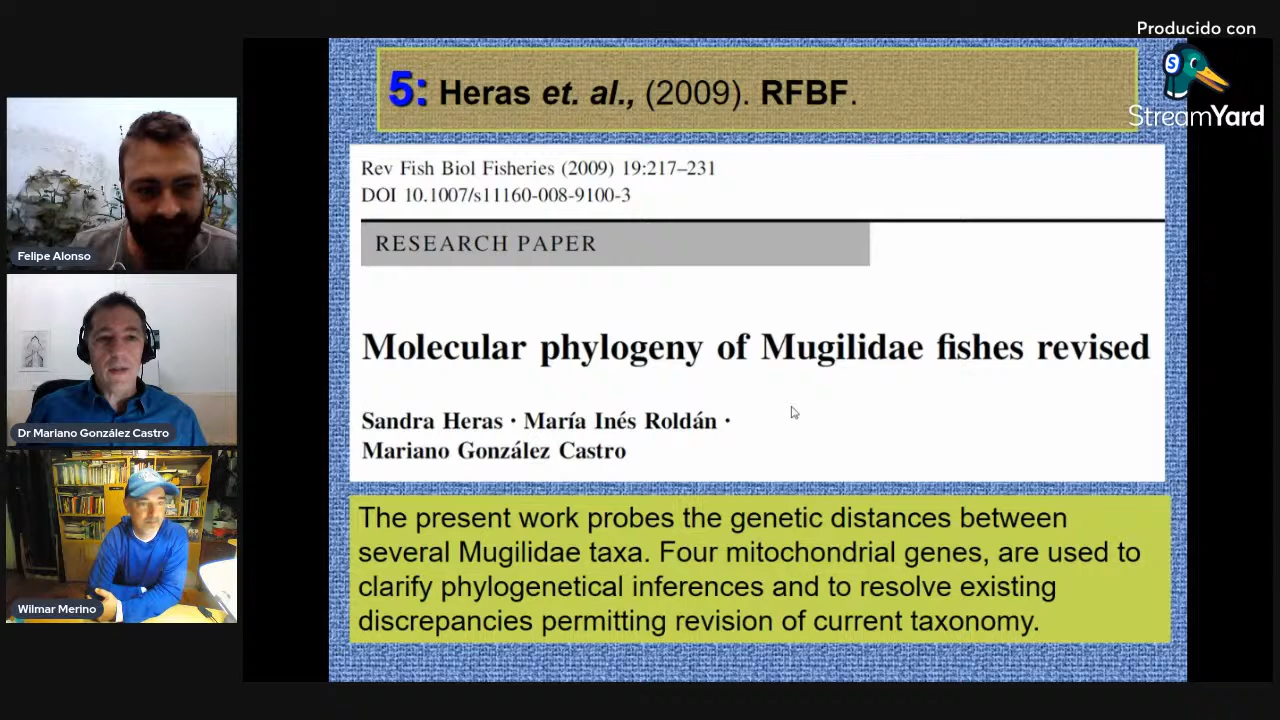 Producido con
StreamYard
5: Heras et. al., (2009). RFBF.
Rev Fish Biol Fisheries (2009) 19:217–231
DOI 10.1007/s11160-008-9100-3
RESEARCH PAPER
Molecular phylogeny of Mugilidae fishes revised
Sandra Heras · María Inés Roldán ·
Mariano González Castro
The present work probes the genetic distances between
several Mugilidae taxa. Four mitochondrial genes, are used to
clarify phylogenetical inferences and to resolve existing
discrepancies permitting revision of current taxonomy.
Felipe Alonso
Dr Mariano González Castro
Wilmar Merino